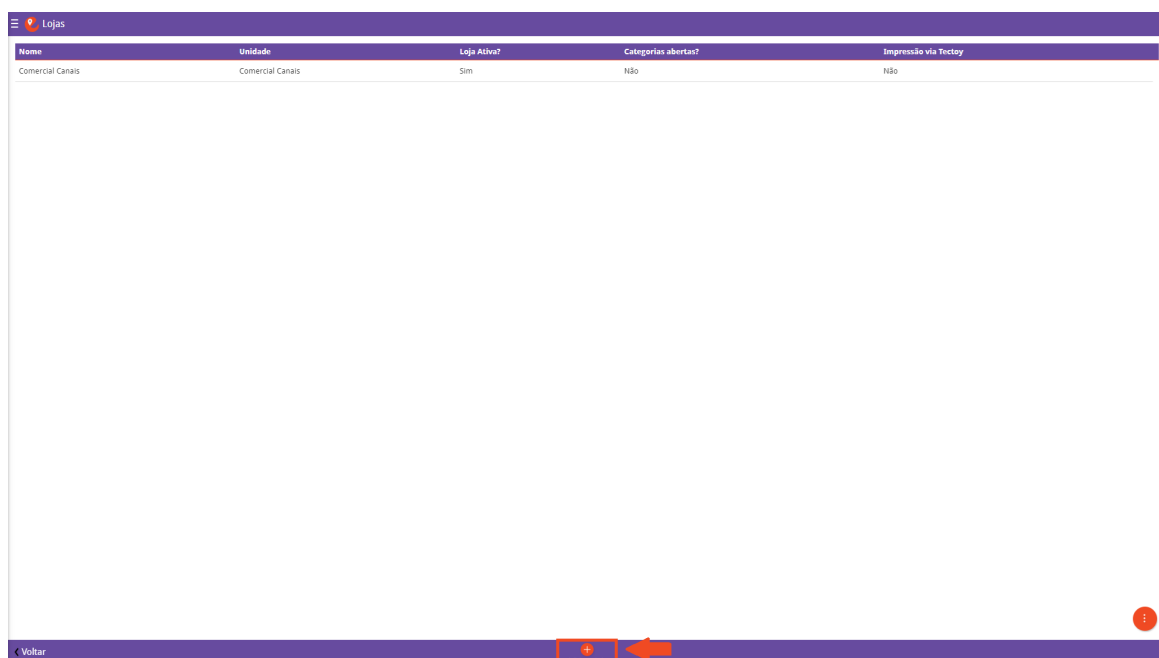 Lojas
Nome Unidade Loja Ativa? Categorias abertas? Impressão via Tectoy
Comercial Canais Comercial Canais Sim Não Não
Voltar